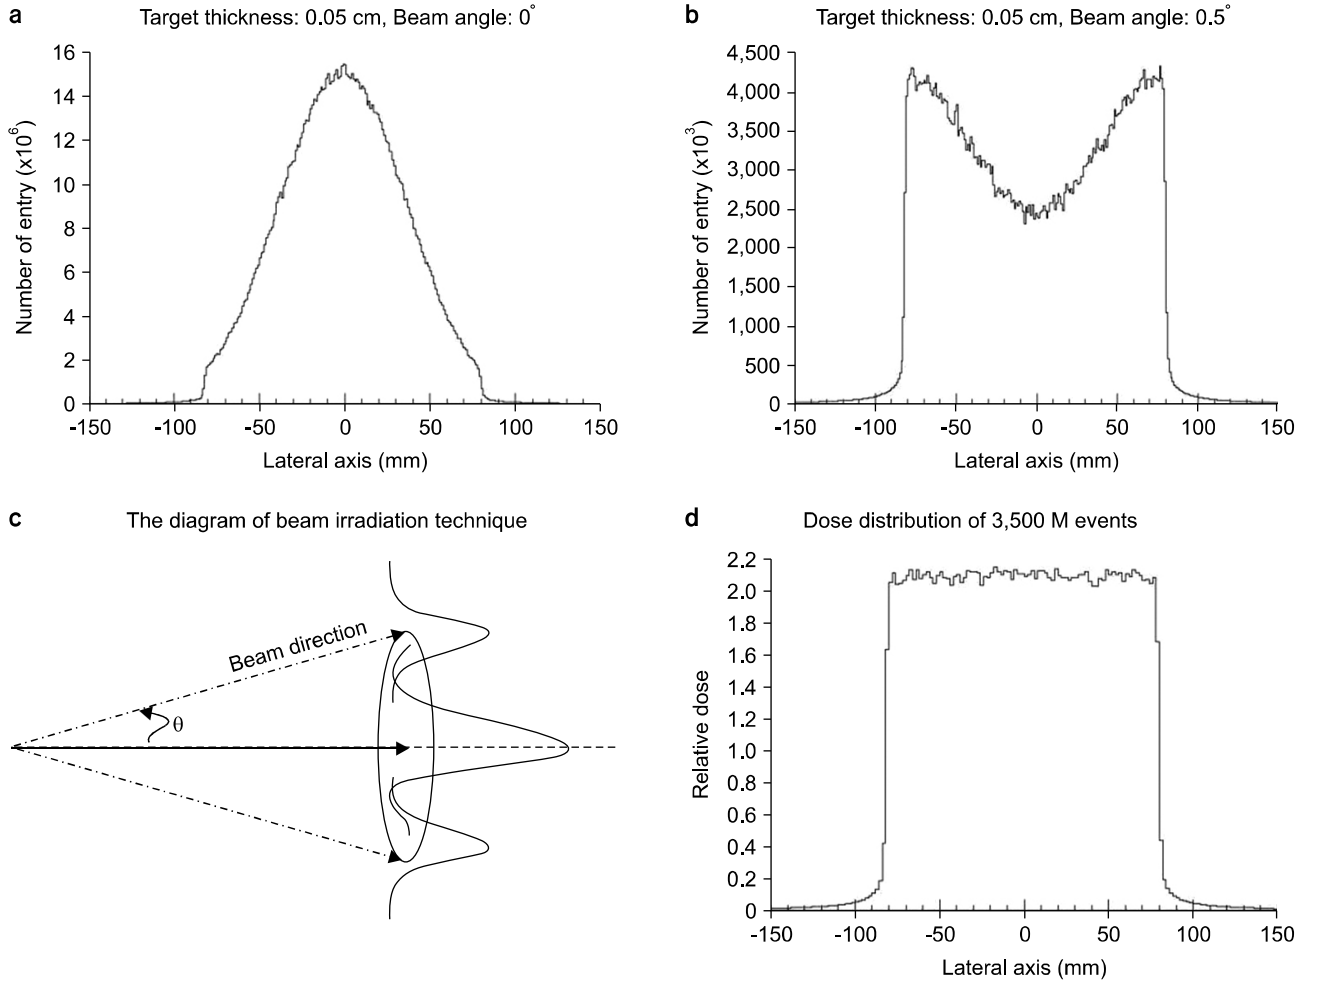 a
Target thickness: 0.05 cm, Beam angle: 0°
Number of entry (x10⁶)
16
14
12
10
8
6
4
2
0
-150 -100 -50 0 50 100 150
Lateral axis (mm)
b
Target thickness: 0.05 cm, Beam angle: 0.5°
Number of entry (x10³)
4,500
4,000
3,500
3,000
2,500
2,000
1,500
1,000
500
0
-150 -100 -50 0 50 100 150
Lateral axis (mm)
c
The diagram of beam irradiation technique
Beam direction
θ
d
Dose distribution of 3,500 M events
Relative dose
2.2
2.0
1.8
1.6
1.4
1.2
1.0
0.8
0.6
0.4
0.2
0
-150 -100 -50 0 50 100 150
Lateral axis (mm)